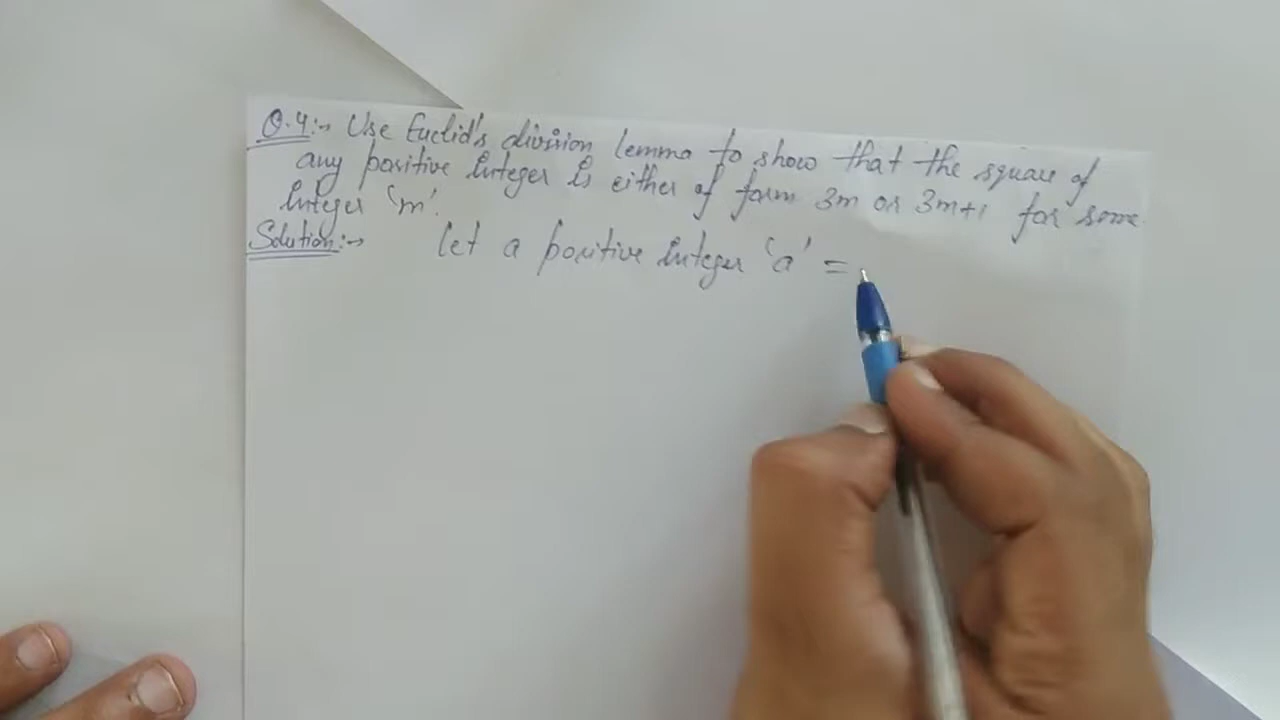 Q.4:→ Use Euclid's division lemma to show that the square of
any positive integer is either of form 3m or 3m+1 for some
integer 'm'.
Solution:→ Let a positive integer 'a' =